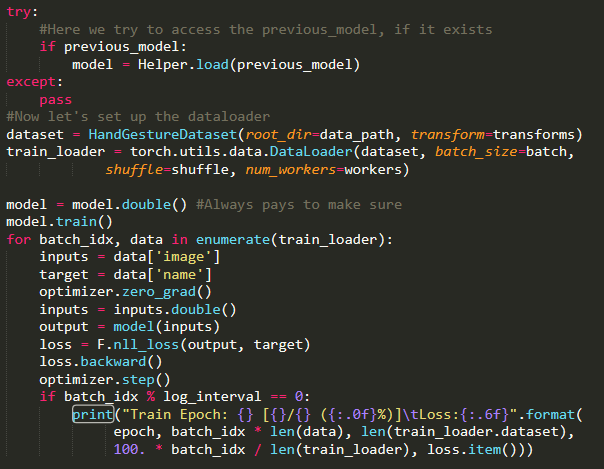 try:
    #Here we try to access the previous_model, if it exists
    if previous_model:
        model = Helper.load(previous_model)
except:
    pass
#Now let's set up the dataloader
dataset = HandGestureDataset(root_dir=data_path, transform=transforms)
train_loader = torch.utils.data.DataLoader(dataset, batch_size=batch,
            shuffle=shuffle, num_workers=workers)

model = model.double() #Always pays to make sure
model.train()
for batch_idx, data in enumerate(train_loader):
    inputs = data['image']
    target = data['name']
    optimizer.zero_grad()
    inputs = inputs.double()
    output = model(inputs)
    loss = F.nll_loss(output, target)
    loss.backward()
    optimizer.step()
    if batch_idx % log_interval == 0:
        print("Train Epoch: {} [{}/{} ({:.0f}%)]\tLoss:{:.6f}".format(
             epoch, batch_idx * len(data), len(train_loader.dataset),
             100. * batch_idx / len(train_loader), loss.item()))